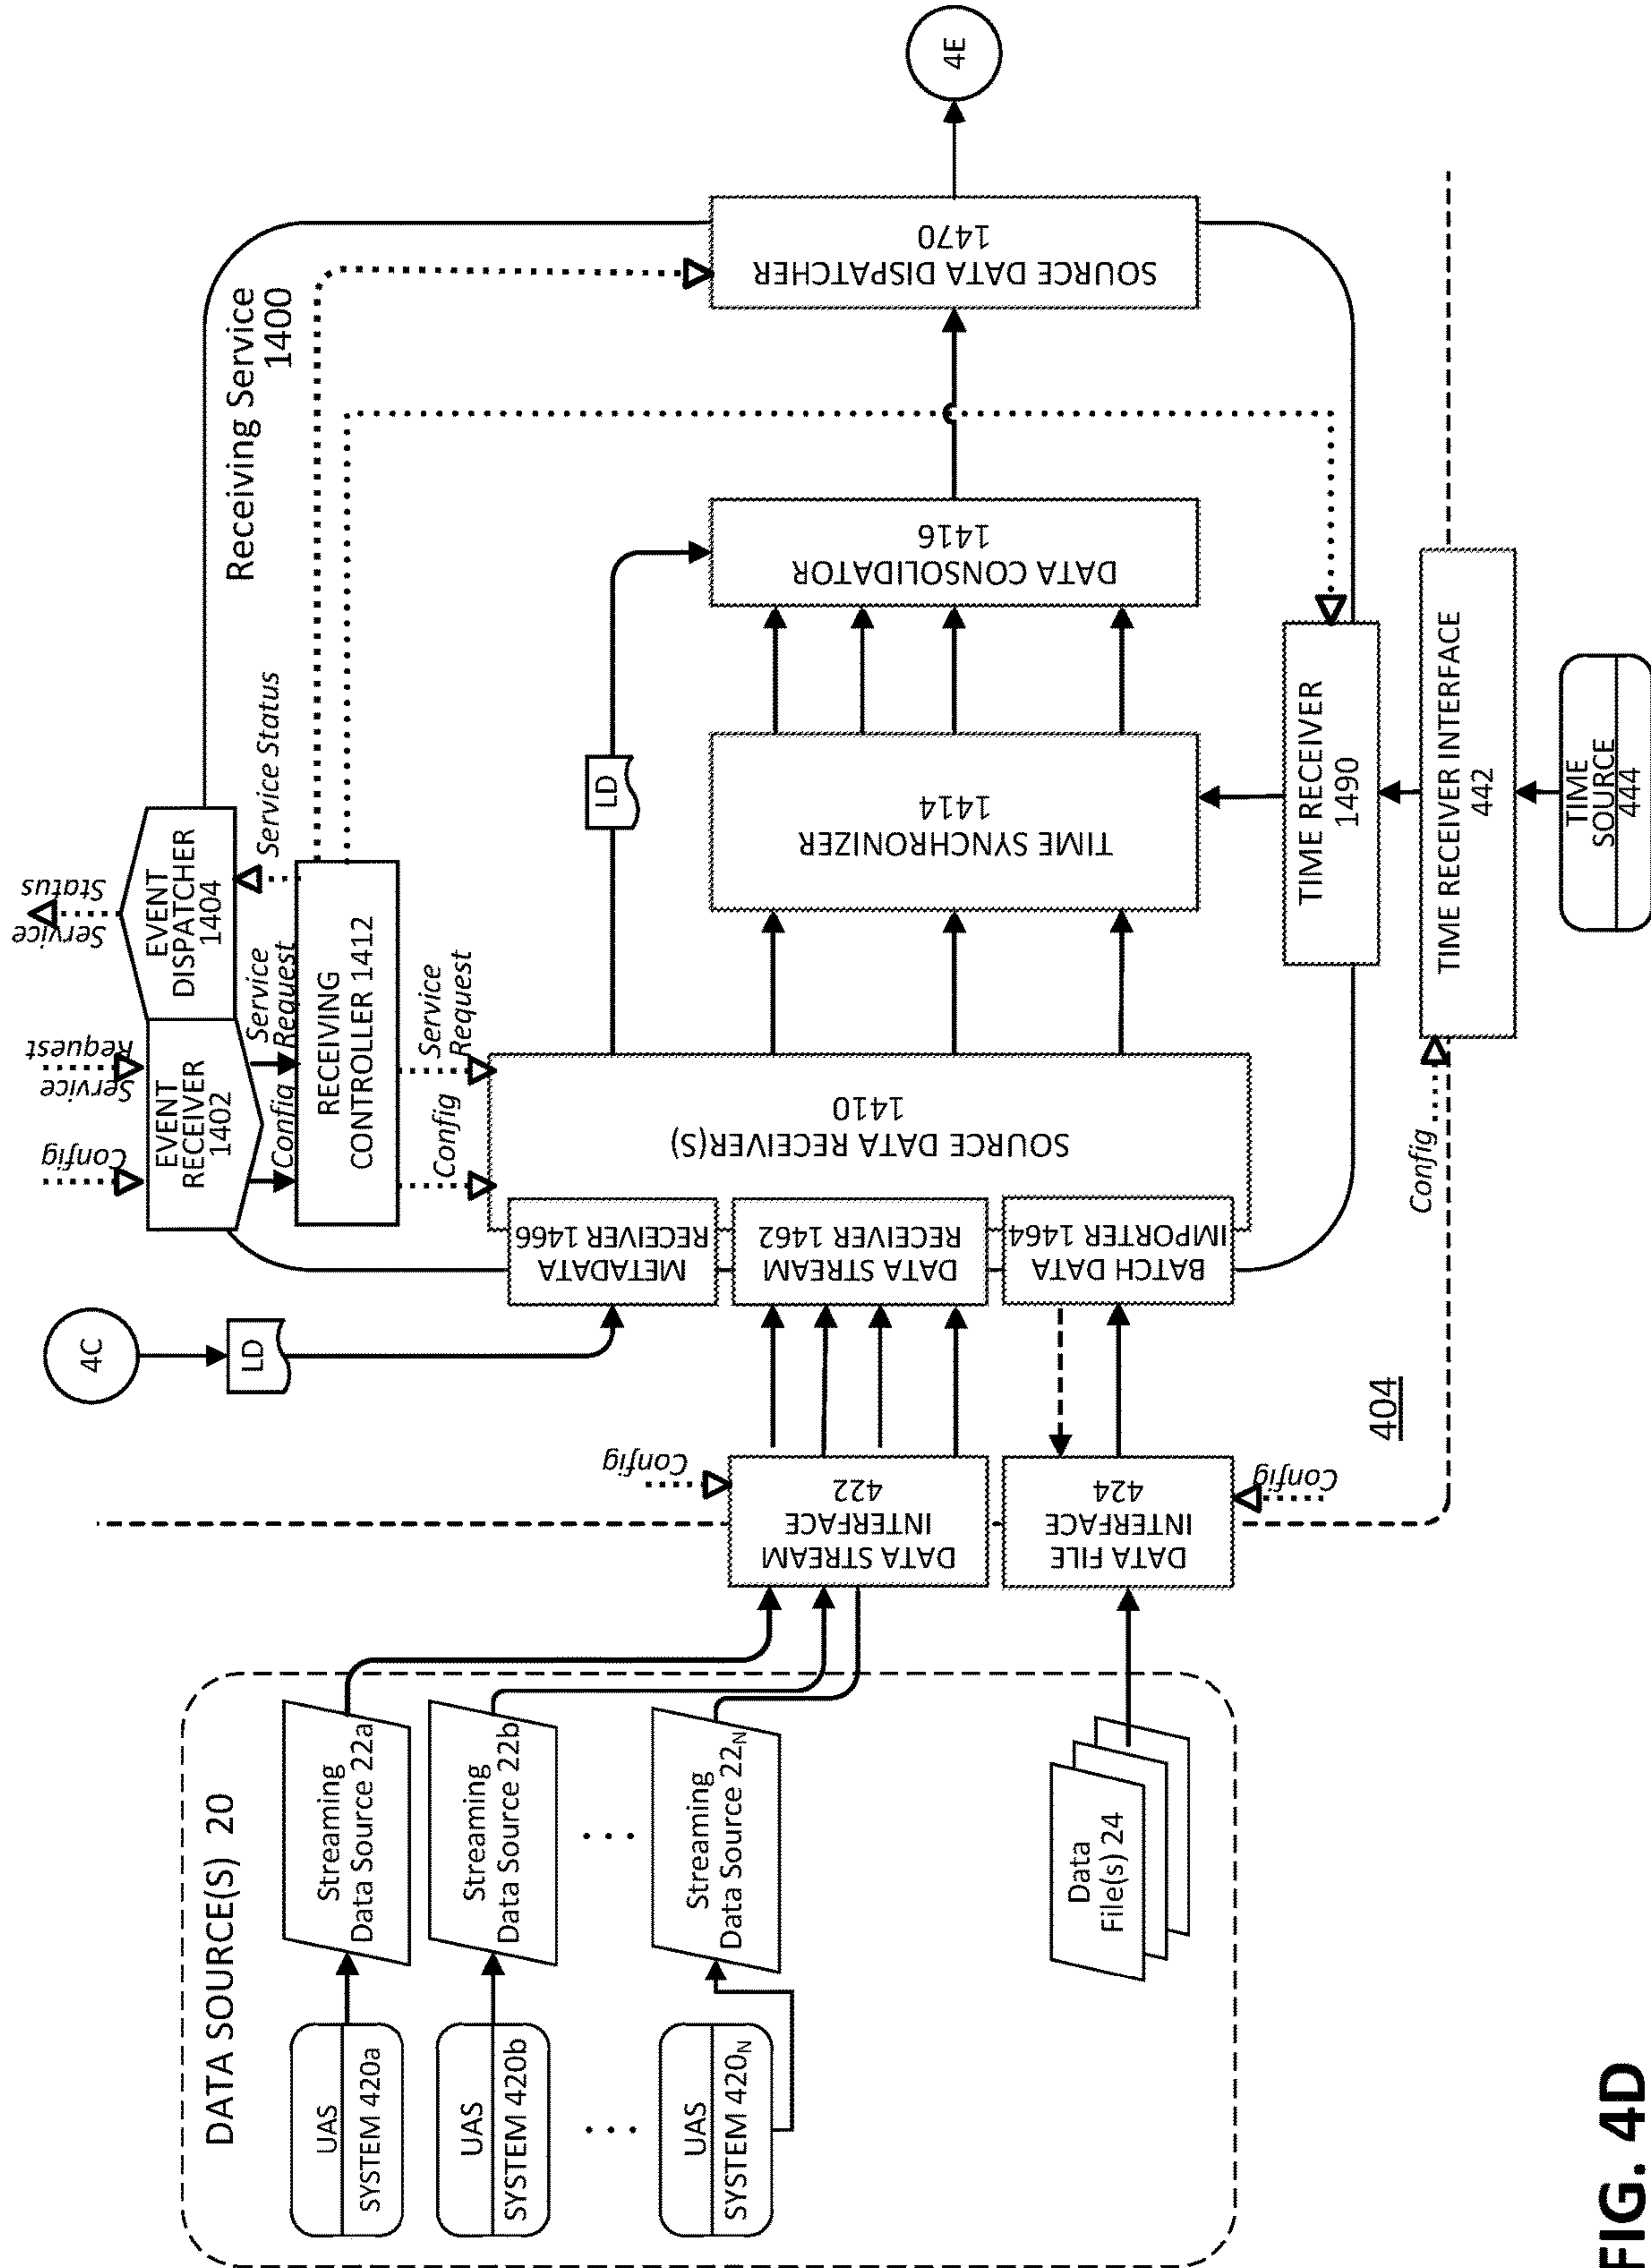 DATA SOURCE(S) 20
UAS
SYSTEM 420a
UAS
SYSTEM 420b
. . .
UAS
SYSTEM 420N
Streaming
Data Source 22a
Streaming
Data Source 22b
. . .
Streaming
Data Source 22N
Data
File(s) 24
DATA STREAM
INTERFACE
422
Config
DATA FILE
INTERFACE
424
Config
404
4C
LD
METADATA
RECEIVER 1466
DATA STREAM
RECEIVER 1462
BATCH DATA
IMPORTER 1464
SOURCE DATA RECEIVER(S)
1410
Config
Service
Request
EVENT
RECEIVER
1402
EVENT
DISPATCHER
1404
Service
Status
Config
Service
Request
Service Status
RECEIVING
CONTROLLER 1412
Config
Service
Request
Receiving Service
1400
LD
TIME SYNCHRONIZER
1414
DATA CONSOLIDATOR
1416
SOURCE DATA DISPATCHER
1470
4E
TIME RECEIVER
1490
Config
TIME RECEIVER INTERFACE
442
TIME
SOURCE
444
FIG. 4D